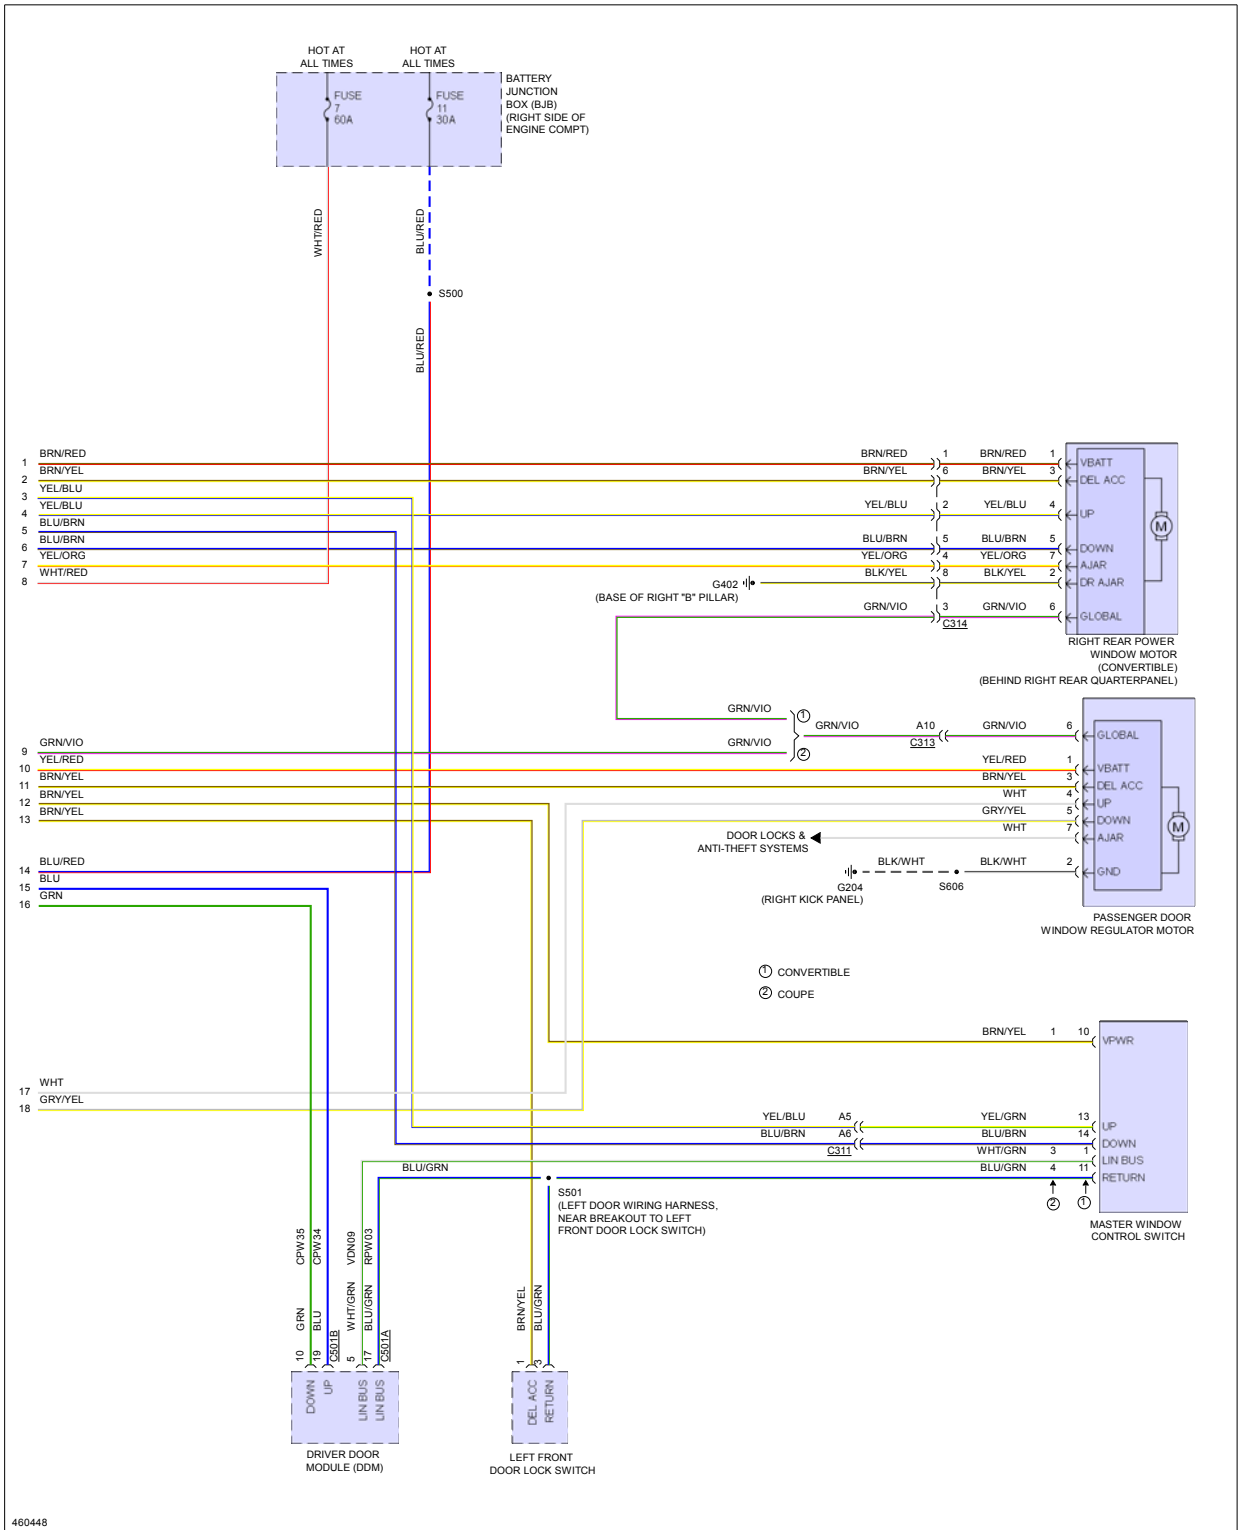 HOT AT
ALL TIMES
HOT AT
ALL TIMES
FUSE
7
60A
FUSE
11
30A
BATTERY
JUNCTION
BOX (BJB)
(RIGHT SIDE OF
ENGINE COMPT)
WHT/RED
BLU/RED
S500
BLU/RED
1 BRN/RED BRN/RED 1 BRN/RED 1 VBATT
2 BRN/YEL BRN/YEL 6 BRN/YEL 3 DEL ACC
3 YEL/BLU
4 YEL/BLU YEL/BLU 2 YEL/BLU 4 UP
5 BLU/BRN
6 BLU/BRN BLU/BRN 5 BLU/BRN 5 DOWN
7 YEL/ORG YEL/ORG 4 YEL/ORG 7 AJAR
8 WHT/RED
G402 BLK/YEL 8 BLK/YEL 2 DR AJAR
(BASE OF RIGHT "B" PILLAR)
GRN/VIO 3 GRN/VIO 6 GLOBAL
C314
M
RIGHT REAR POWER
WINDOW MOTOR
(CONVERTIBLE)
(BEHIND RIGHT REAR QUARTERPANEL)
GRN/VIO 1
GRN/VIO A10 GRN/VIO 6 GLOBAL
C313
9 GRN/VIO GRN/VIO 2
10 YEL/RED YEL/RED 1 VBATT
11 BRN/YEL BRN/YEL 3 DEL ACC
12 BRN/YEL WHT 4 UP
13 BRN/YEL GRY/YEL 5 DOWN
DOOR LOCKS &
ANTI-THEFT SYSTEMS
WHT 7 AJAR
M
14 BLU/RED
15 BLU
16 GRN
BLK/WHT BLK/WHT 2 GND
G204 S606
(RIGHT KICK PANEL)
PASSENGER DOOR
WINDOW REGULATOR MOTOR
1 CONVERTIBLE
2 COUPE
BRN/YEL 1 10 VPWR
17 WHT
18 GRY/YEL
YEL/BLU A5 YEL/GRN 13 UP
BLU/BRN A6 BLU/BRN 14 DOWN
C311 WHT/GRN 3 1 LIN BUS
BLU/GRN BLU/GRN 4 11 RETURN
2 1
S501
(LEFT DOOR WIRING HARNESS,
NEAR BREAKOUT TO LEFT
FRONT DOOR LOCK SWITCH)
MASTER WINDOW
CONTROL SWITCH
CPW35
CPW34
VDN09
RPW03
GRN
BLU
WHT/GRN
BLU/GRN
BRN/YEL
BLU/GRN
10
19
C501B
5
17
C501A
1
3
DOWN
UP
LIN BUS
LIN BUS
DEL ACC
RETURN
DRIVER DOOR
MODULE (DDM)
LEFT FRONT
DOOR LOCK SWITCH
460448